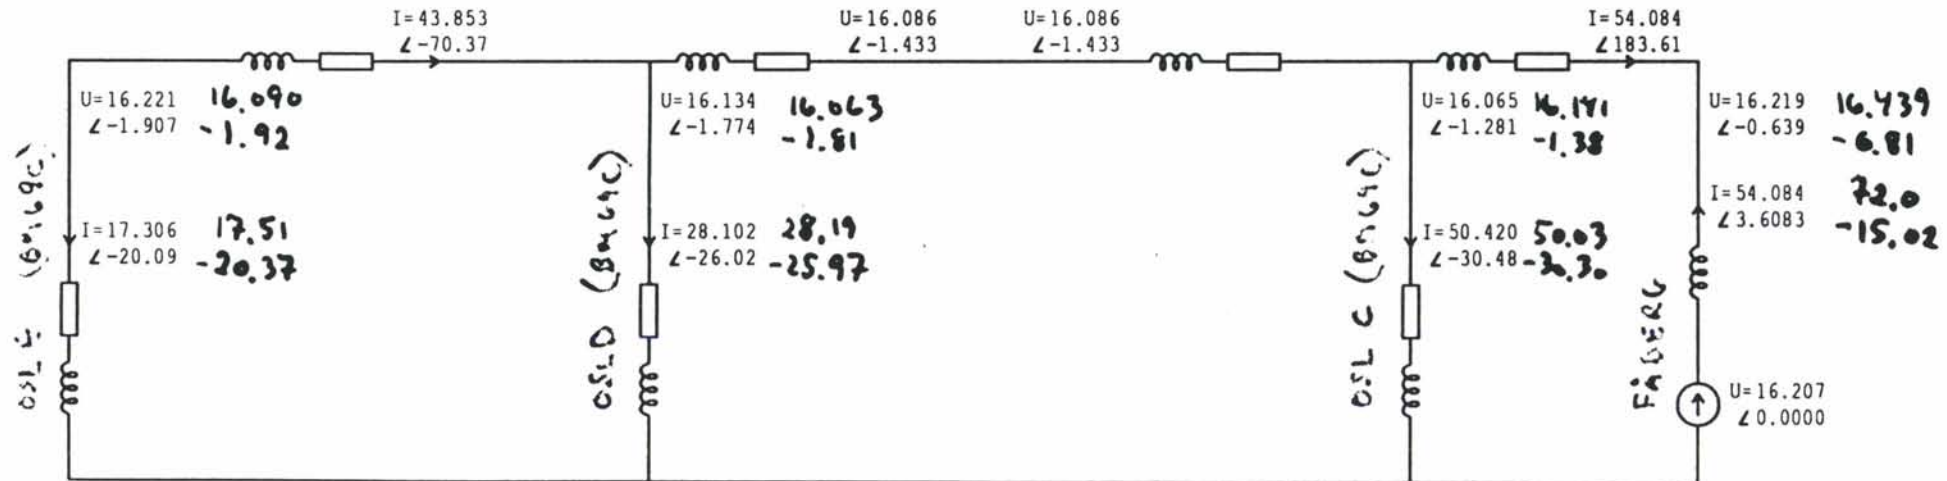 I=43.853
∠-70.37
U=16.086
∠-1.433
U=16.086
∠-1.433
I=54.084
∠183.61
U=16.221 16.090
∠-1.907 -1.92
U=16.134 16.063
∠-1.774 -1.81
U=16.065 16.141
∠-1.281 -1.38
U=16.219 16.439
∠-0.639 -6.81
I=17.306 17.51
∠-20.09 -20.37
I=28.102 28.19
∠-26.02 -25.97
I=50.420 50.03
∠-30.48 -30.30
I=54.084 72.0
∠3.6083 -15.02
OSL D
OSL C
FÅBERG
U=16.207
∠0.0000